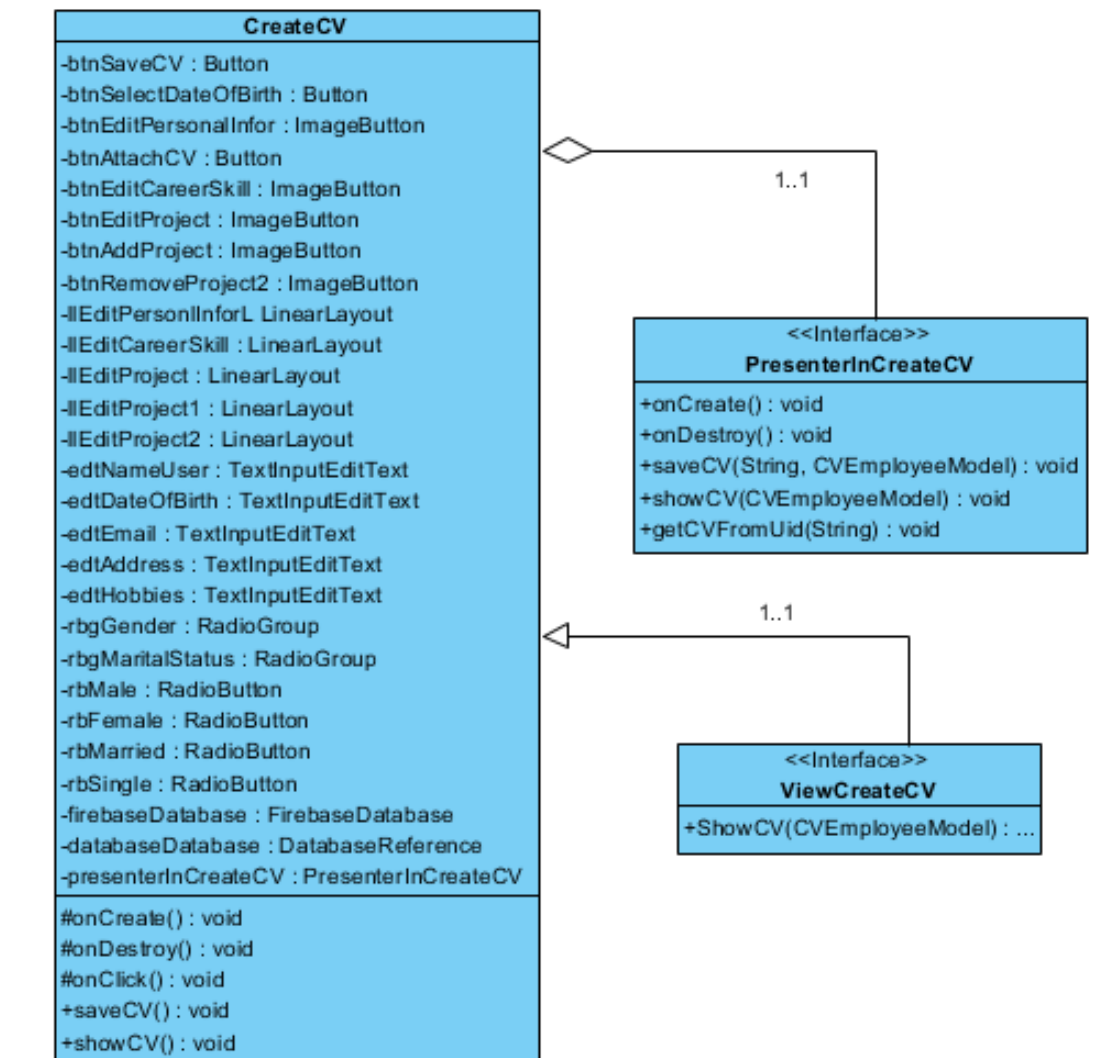 CreateCV
-btnSaveCV : Button
-btnSelectDateOfBirth : Button
-btnEditPersonalInfor : ImageButton
-btnAttachCV : Button
-btnEditCareerSkill : ImageButton
-btnEditProject : ImageButton
-btnAddProject : ImageButton
-btnRemoveProject2 : ImageButton
-llEditPersonlInforL LinearLayout
-llEditCareerSkill : LinearLayout
-llEditProject : LinearLayout
-llEditProject1 : LinearLayout
-llEditProject2 : LinearLayout
-edtNameUser : TextInputEditText
-edtDateOfBirth : TextInputEditText
-edtEmail : TextInputEditText
-edtAddress : TextInputEditText
-edtHobbies : TextInputEditText
-rbgGender : RadioGroup
-rbgMaritalStatus : RadioGroup
-rbMale : RadioButton
-rbFemale : RadioButton
-rbMarried : RadioButton
-rbSingle : RadioButton
-firebaseDatabase : FirebaseDatabase
-databaseDatabase : DatabaseReference
-presenterInCreateCV : PresenterInCreateCV
#onCreate() : void
#onDestroy() : void
#onClick() : void
+saveCV() : void
+showCV() : void
1..1
<<Interface>>
PresenterInCreateCV
+onCreate() : void
+onDestroy() : void
+saveCV(String, CVEmployeeModel) : void
+showCV(CVEmployeeModel) : void
+getCVFromUid(String) : void
1..1
<<Interface>>
ViewCreateCV
+ShowCV(CVEmployeeModel) : ...